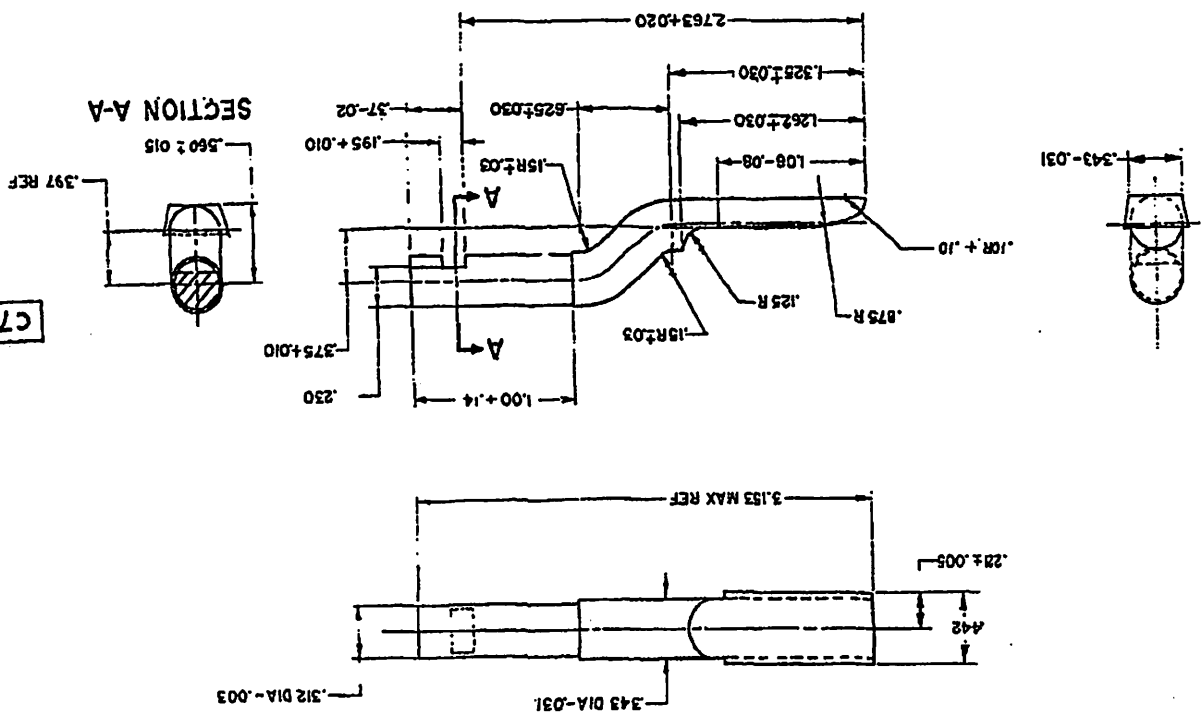 .312 DIA-.003
.343 DIA-.031
.442
.221±.005
3.153 MAX REF
1.00+.14
.230
.375+.010
A
.15R±.03
.125 R
.875 R
.10R+.10
C7
A
.15R±.03
.397 REF
.195+.010
1.08-.08
.343-.031
.560±.015
1.262±.030
.37-.02
.625±.030
SECTION A-A
1.325±.030
2.763+.020